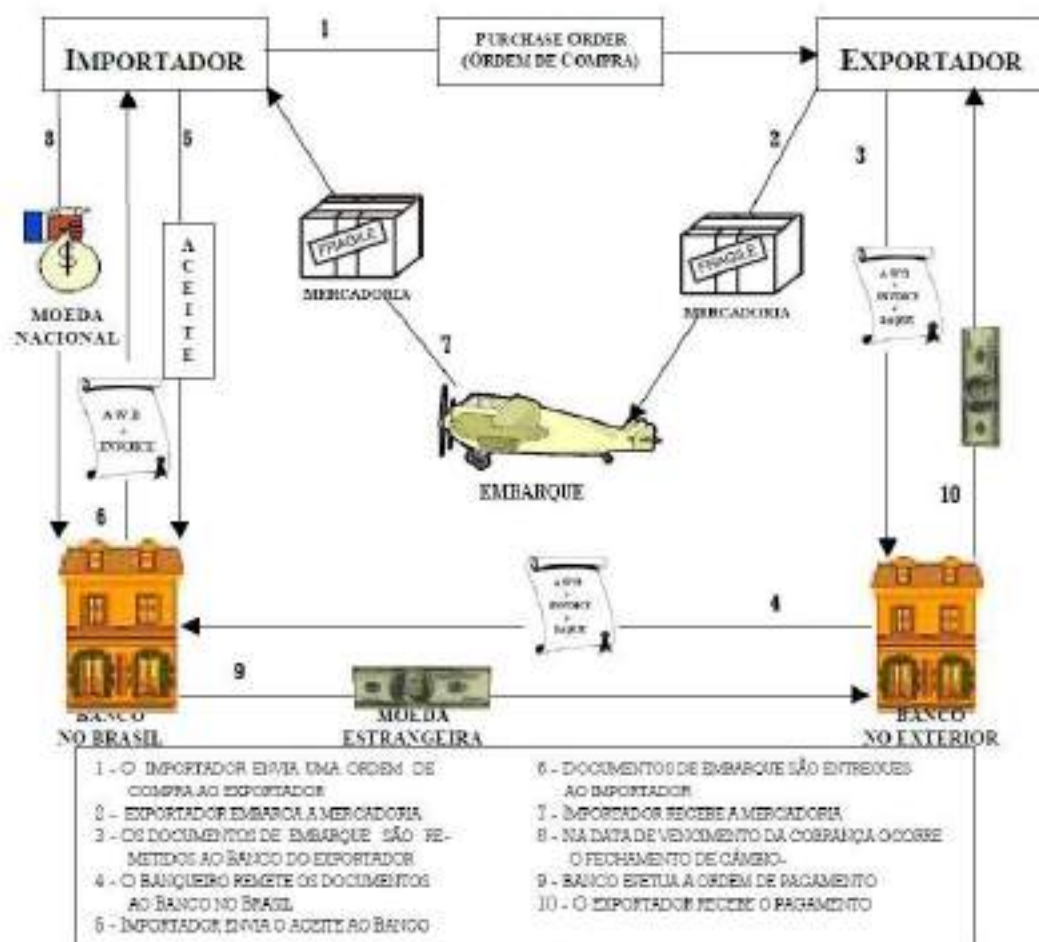 1
PURCHASE ORDER
(ORDEM DE COMPRA)
IMPORTADOR
EXPORTADOR
8
5
2
3
FRAGILE
MERCADORIA
FRAGILE
MERCADORIA
A
C
E
I
T
E
MOEDA
NACIONAL
A W B
+
INVOICE
+
SAQUE
7
A W B
+
INVOICE
EMBARQUE
10
6
A W B
+
INVOICE
+
SAQUE
4
9
BANCO
NO BRASIL
MOEDA
ESTRANGEIRA
BANCO
NO EXTERIOR
1 - O IMPORTADOR ENVIA UMA ORDEM DE
COMPRA AO EXPORTADOR
2 - EXPORTADOR EMBARCA A MERCADORIA
3 - OS DOCUMENTOS DE EMBARQUE SÃO RE-
METIDOS AO BANCO DO EXPORTADOR
4 - O BANQUEIRO REMETE OS DOCUMENTOS
AO BANCO NO BRASIL
5 - IMPORTADOR ENVIA O ACEITE AO BANCO
6 - DOCUMENTOS DE EMBARQUE SÃO ENTREGUES
AO IMPORTADOR
7 - IMPORTADOR RECEBE A MERCADORIA
8 - NA DATA DE VENCIMENTO DA COBRANÇA OCORRE
O FECHAMENTO DE CÂMBIO-
9 - BANCO EFETUA A ORDEM DE PAGAMENTO
10 - O EXPORTADOR RECEBE O PAGAMENTO